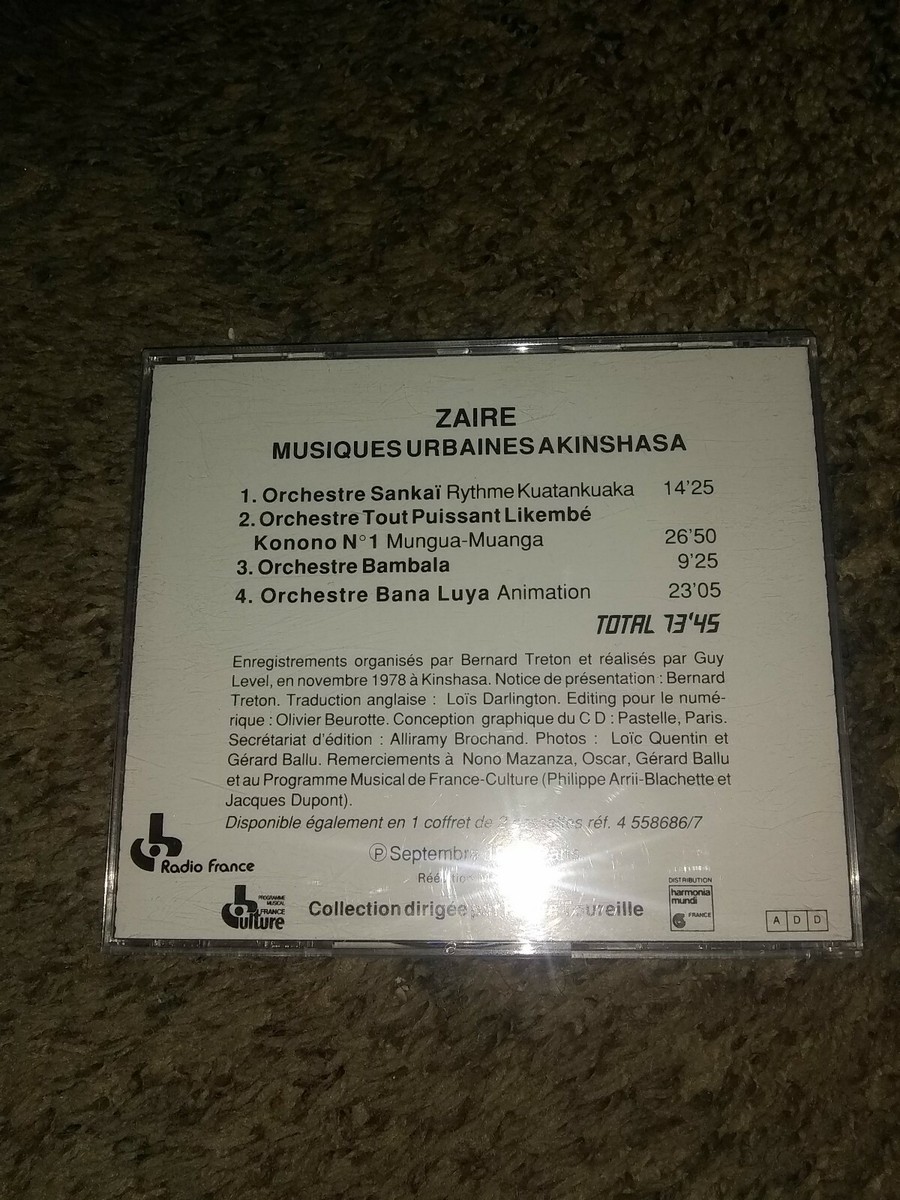 ZAIRE
MUSIQUES URBAINES A KINSHASA
1. Orchestre Sankaï Rythme Kuatankuaka 14'25
2. Orchestre Tout Puissant Likembé
Konono N°1 Mungua-Muanga 26'50
3. Orchestre Bambala 9'25
4. Orchestre Bana Luya Animation 23'05
TOTAL 73'45
Enregistrements organisés par Bernard Treton et réalisés par Guy
Level, en novembre 1978 à Kinshasa. Notice de présentation : Bernard
Treton. Traduction anglaise : Loïs Darlington. Editing pour le numé-
rique : Olivier Beurotte. Conception graphique du C D : Pastelle, Paris.
Secrétariat d'édition : Alliramy Brochand. Photos : Loïc Quentin et
Gérard Ballu. Remerciements à Nono Mazanza, Oscar, Gérard Ballu
et au Programme Musical de France-Culture (Philippe Arrii-Blachette et
Jacques Dupont).
Disponible également en 1 coffret de réf. 4 558686/7
Radio France
Ⓟ Septembre
PROGRAMME
MUSICAL
FRANCE
Culture
Collection dirigée
DISTRIBUTION
harmonia
mundi
FRANCE
A D D